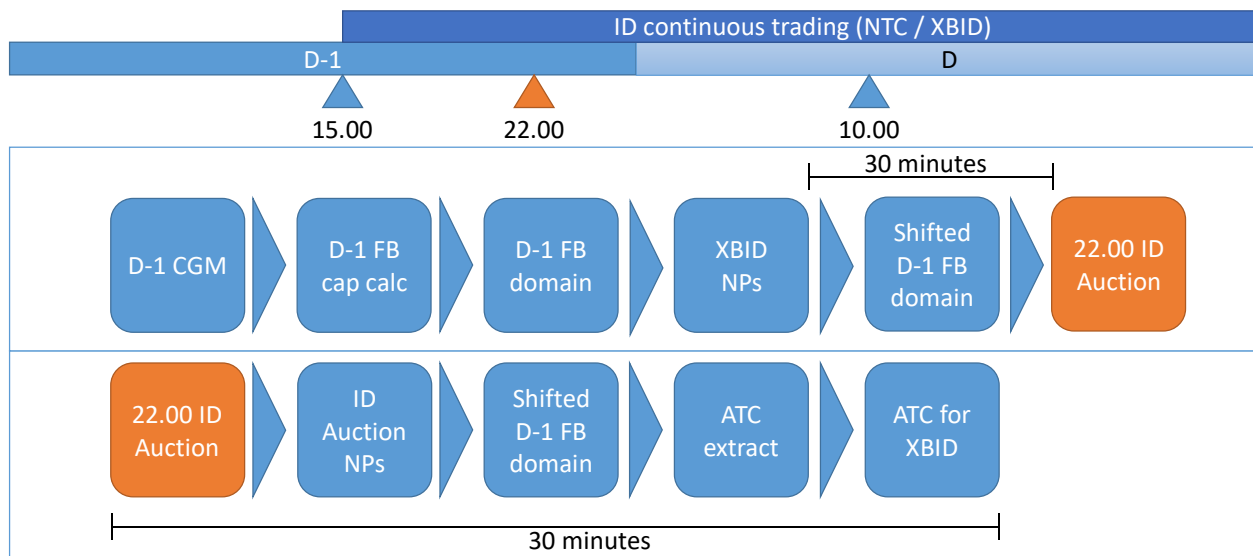 ID continuous trading (NTC / XBID)
D-1
D
15.00
22.00
10.00
30 minutes
D-1 CGM
D-1 FB
cap calc
D-1 FB
domain
XBID
NPs
Shifted
D-1 FB
domain
22.00 ID
Auction
22.00 ID
Auction
ID
Auction
NPs
Shifted
D-1 FB
domain
ATC
extract
ATC for
XBID
30 minutes